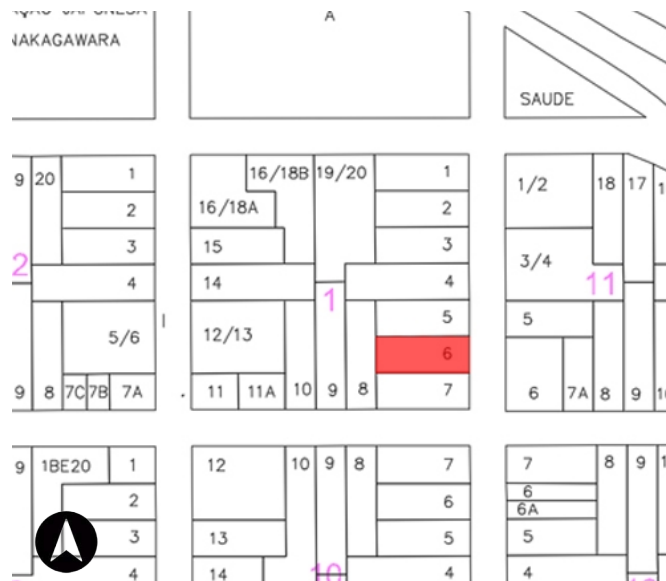 NAKAGAWARA
A
SAUDE
9 20 1
2
3
2
4
5/6
9 8 7C 7B 7A
16/18B 19/20 1
16/18A 2
15 3
14 4
1
5
12/13
6
11 11A 10 9 8 7
1/2 18 17
3/4
11
5
6 7A 8 9
9 1BE20 1
2
3
4
12 10 9 8 7
6
13 5
14 10 4
7 8 9
6
6A
5
4